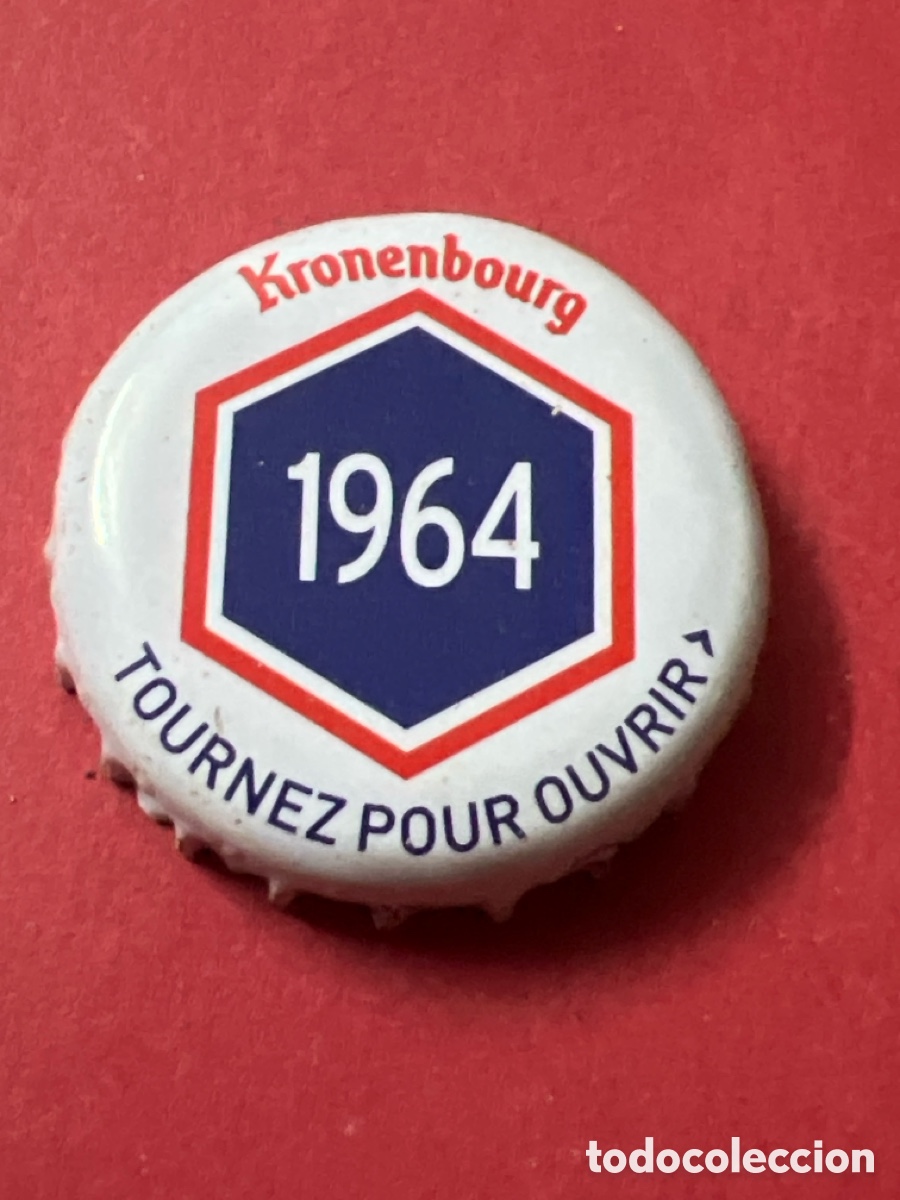 Kronenbourg
1964
TOURNEZ POUR OUVRIR >
todocoleccion